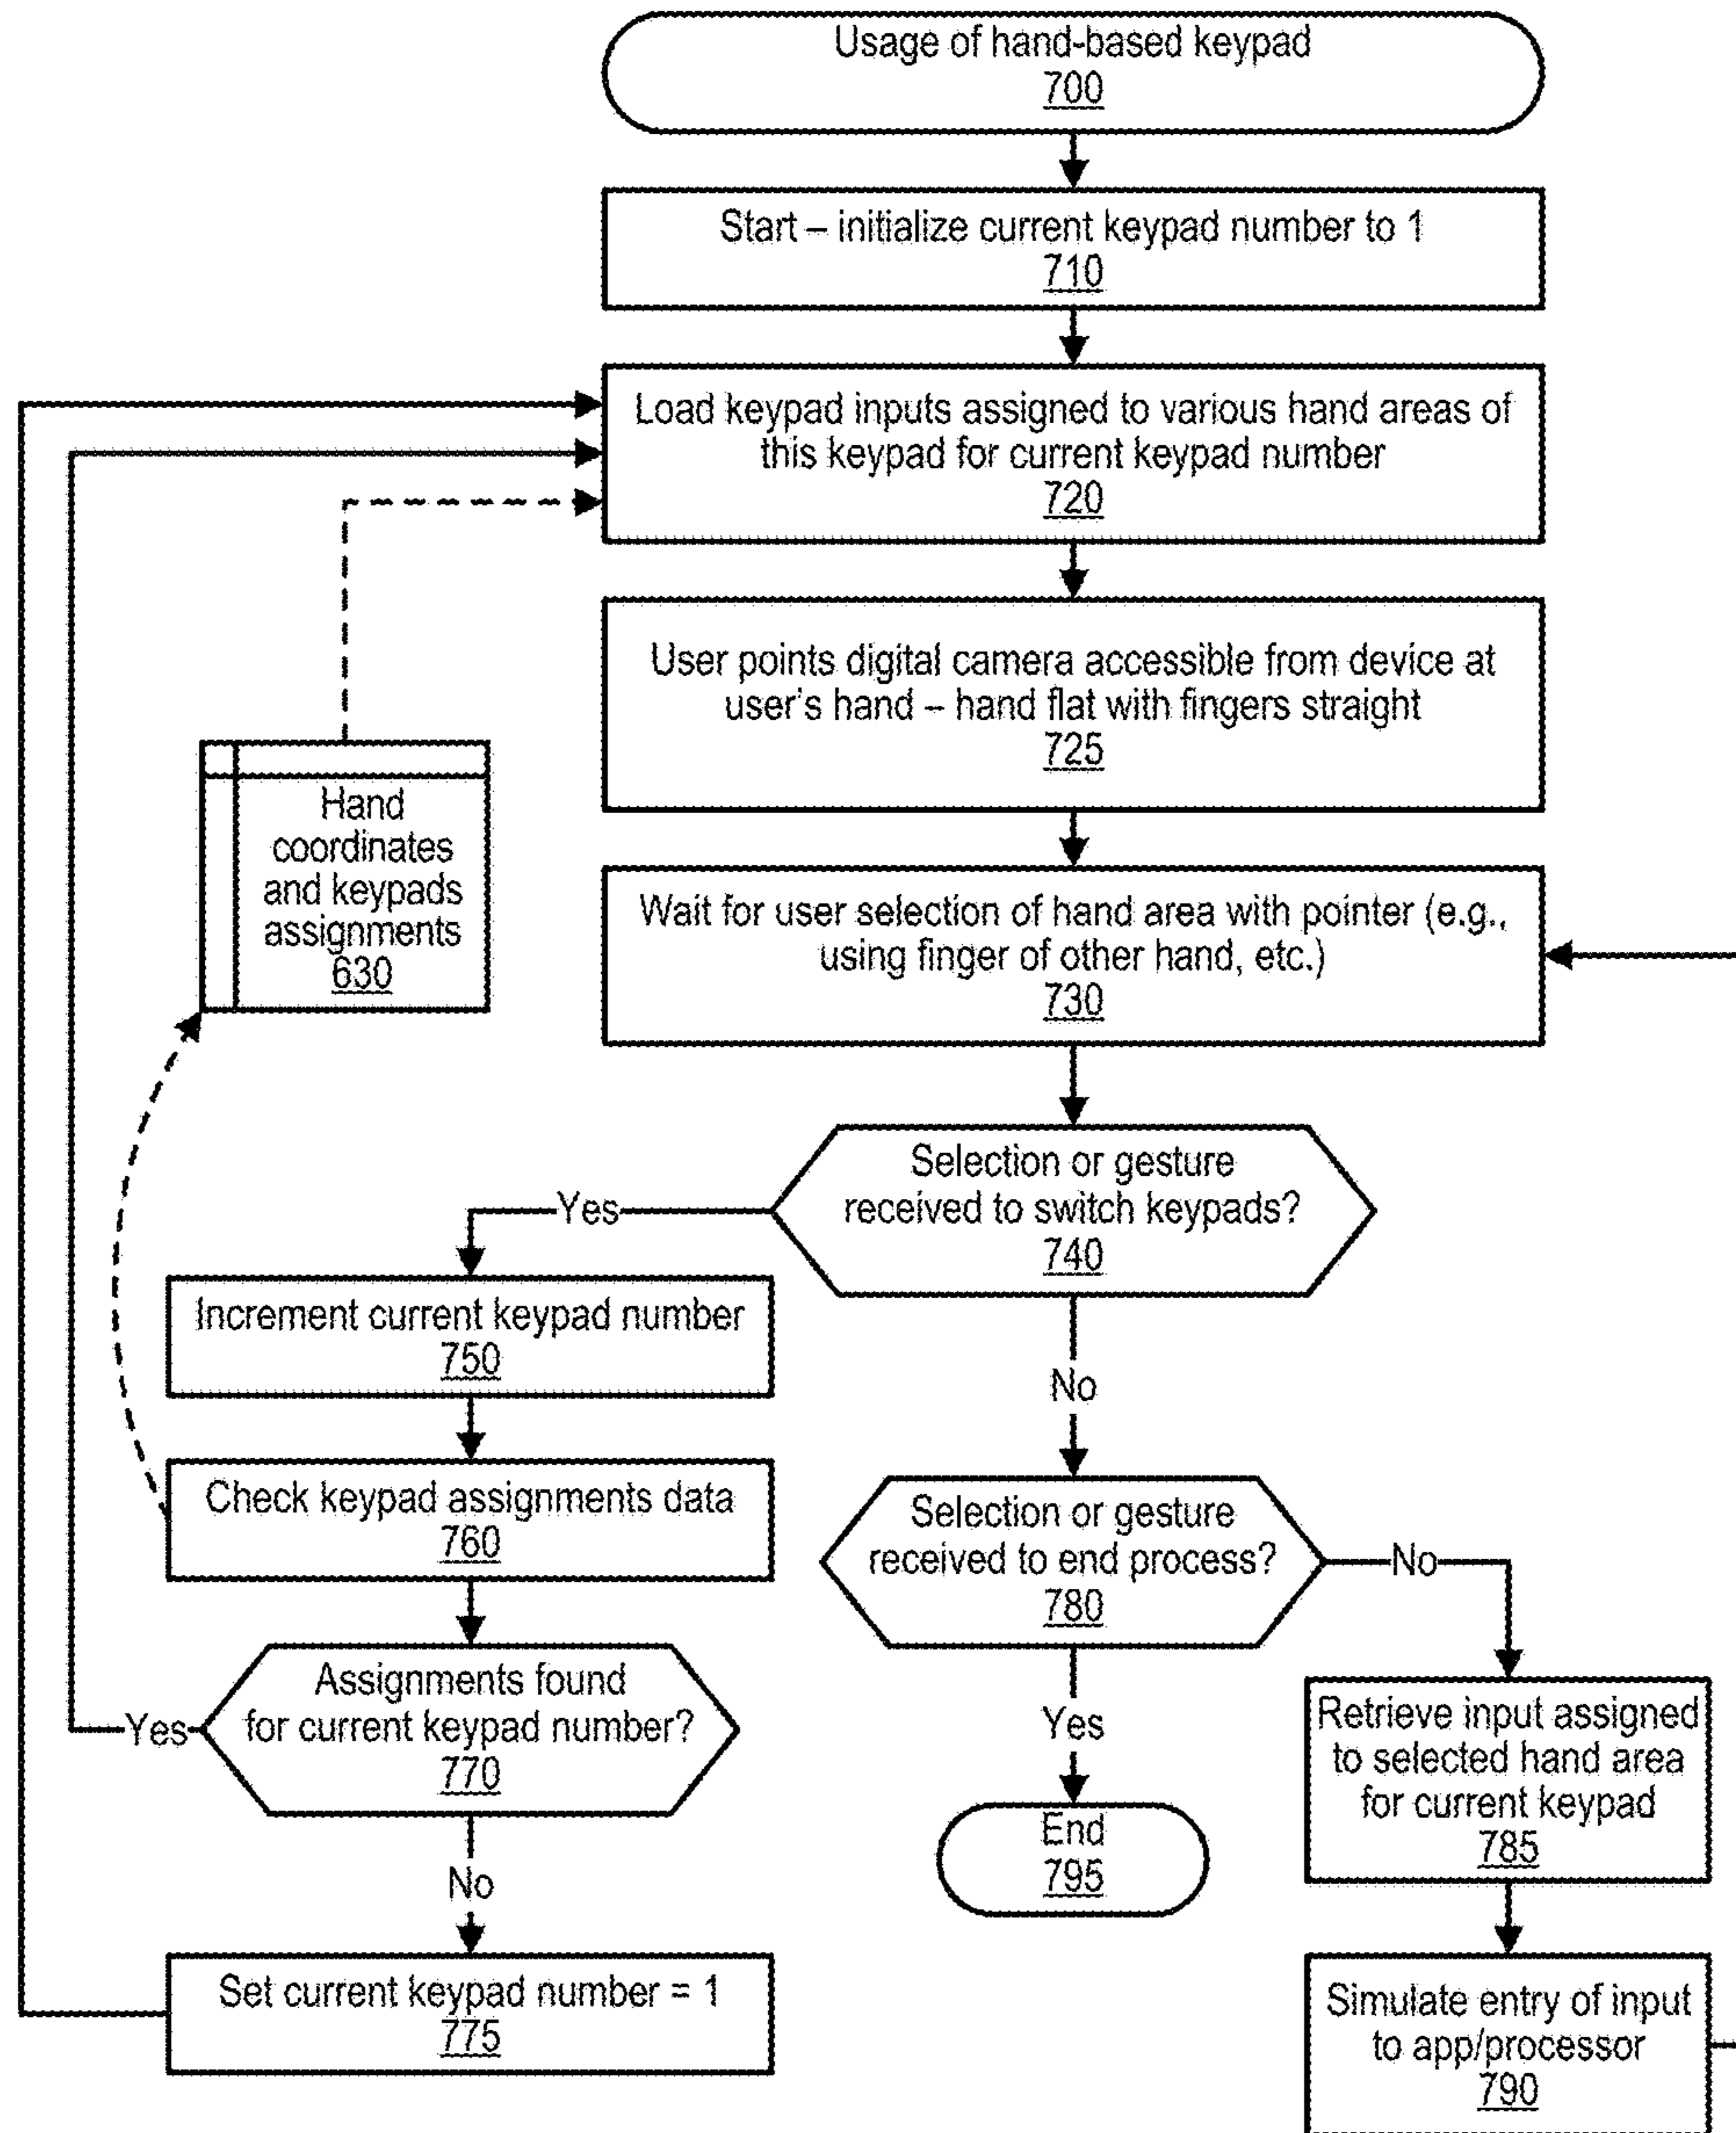 Usage of hand-based keypad
700
Start – initialize current keypad number to 1
710
Load keypad inputs assigned to various hand areas of
this keypad for current keypad number
720
User points digital camera accessible from device at
user's hand – hand flat with fingers straight
725
Hand
coordinates
and keypads
assignments
630
Wait for user selection of hand area with pointer (e.g.,
using finger of other hand, etc.)
730
Selection or gesture
received to switch keypads?
740
Yes
Increment current keypad number
750
No
Check keypad assignments data
760
Selection or gesture
received to end process?
780
No
Assignments found
for current keypad number?
770
Yes
Yes
Retrieve input assigned
to selected hand area
for current keypad
785
End
795
No
Set current keypad number = 1
775
Simulate entry of input
to app/processor
790